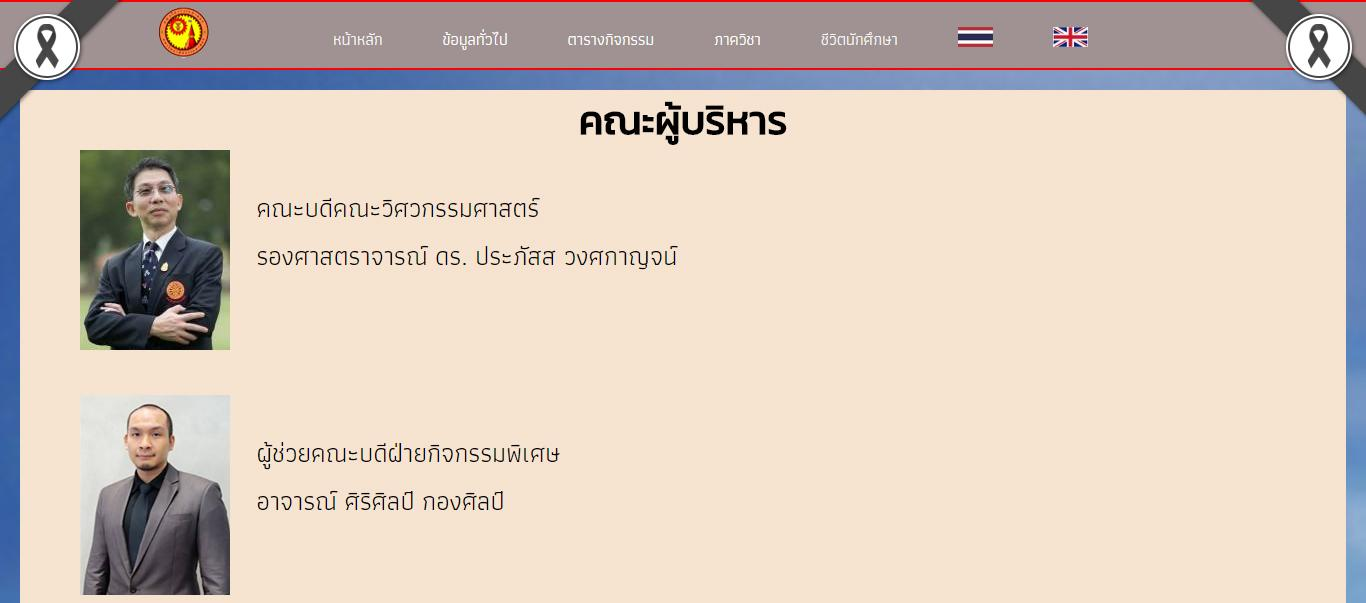 หน้าหลัก
ข้อมูลทั่วไป
ตารางกิจกรรม
ภาควิชา
ชีวิตนักศึกษา
คณะผู้บริหาร
คณะบดีคณะวิศวกรรมศาสตร์
รองศาสตราจารณ์ ดร. ประภัสส วงศกาญจน์
ผู้ช่วยคณะบดีฝ่ายกิจกรรมพิเศษ
อาจารณ์ ศิริศิลป์ กองศิลป์